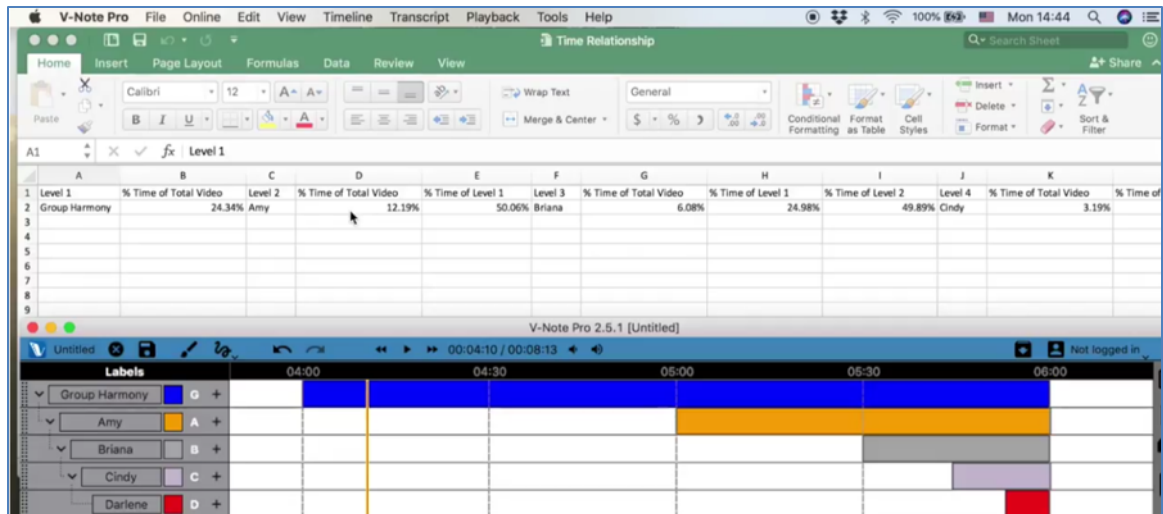 V-Note Pro File Online Edit View Timeline Transcript Playback Tools Help 100% Mon 14:44
Time Relationship Search Sheet
Home Insert Page Layout Formulas Data Review View Share
Paste Calibri 12 A A Wrap Text General Conditional Formatting Format as Table Cell Styles Insert Delete Format Sort & Filter
B I U A Merge & Center $ % )
A1 fx Level 1
A B C D E F G H I J K
1 Level 1 % Time of Total Video Level 2 % Time of Total Video % Time of Level 1 Level 3 % Time of Total Video % Time of Level 1 % Time of Level 2 Level 4 % Time of Total Video % Time of
2 Group Harmony 24.34% Amy 12.19% 50.06% Briana 6.08% 24.98% 49.89% Cindy 3.19%
3
4
5
6
7
8
9
V-Note Pro 2.5.1 [Untitled]
Untitled 00:04:10 / 00:08:13 Not logged in
Labels 04:00 04:30 05:00 05:30 06:00
Group Harmony G +
Amy A +
Briana B +
Cindy C +
Darlene D +